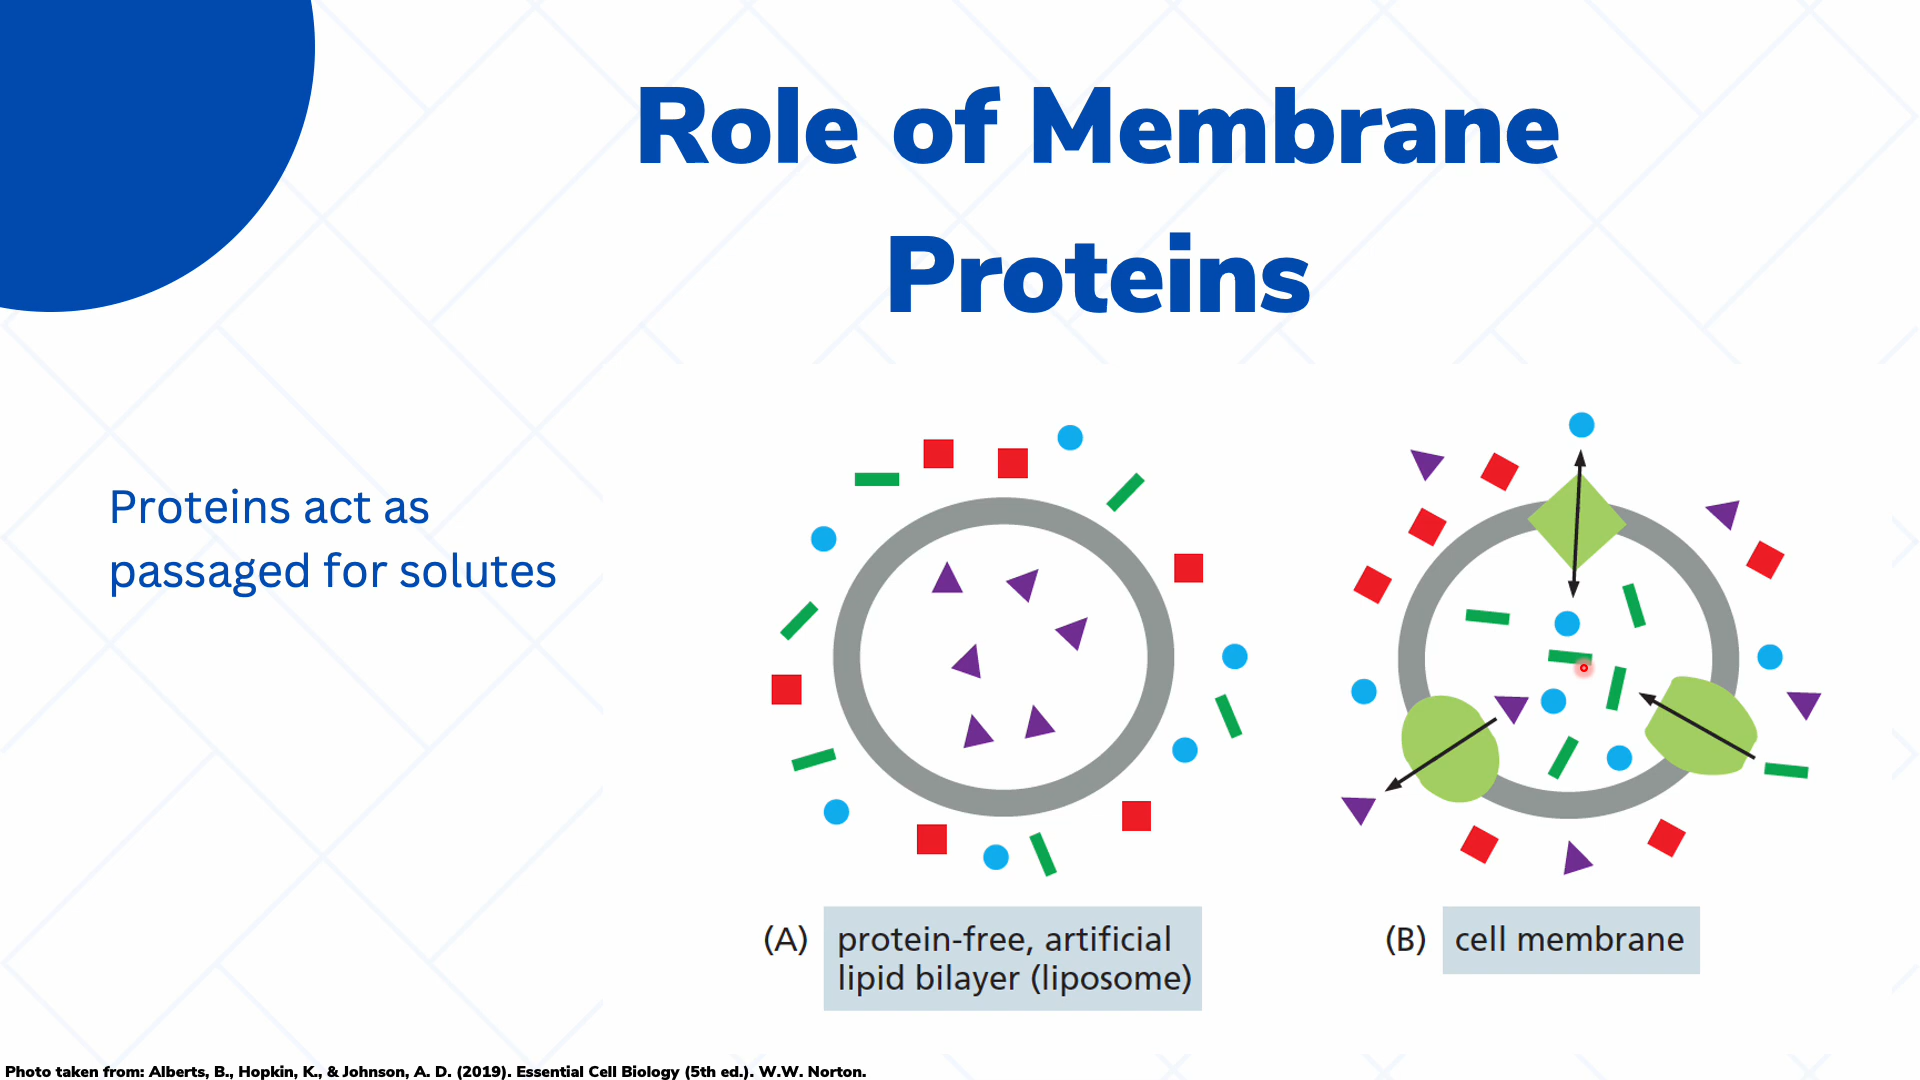 Role of Membrane
Proteins
Proteins act as
passaged for solutes
(A) protein-free, artificial
lipid bilayer (liposome)
(B) cell membrane
Photo taken from: Alberts, B., Hopkin, K., & Johnson, A. D. (2019). Essential Cell Biology (5th ed.). W.W. Norton.